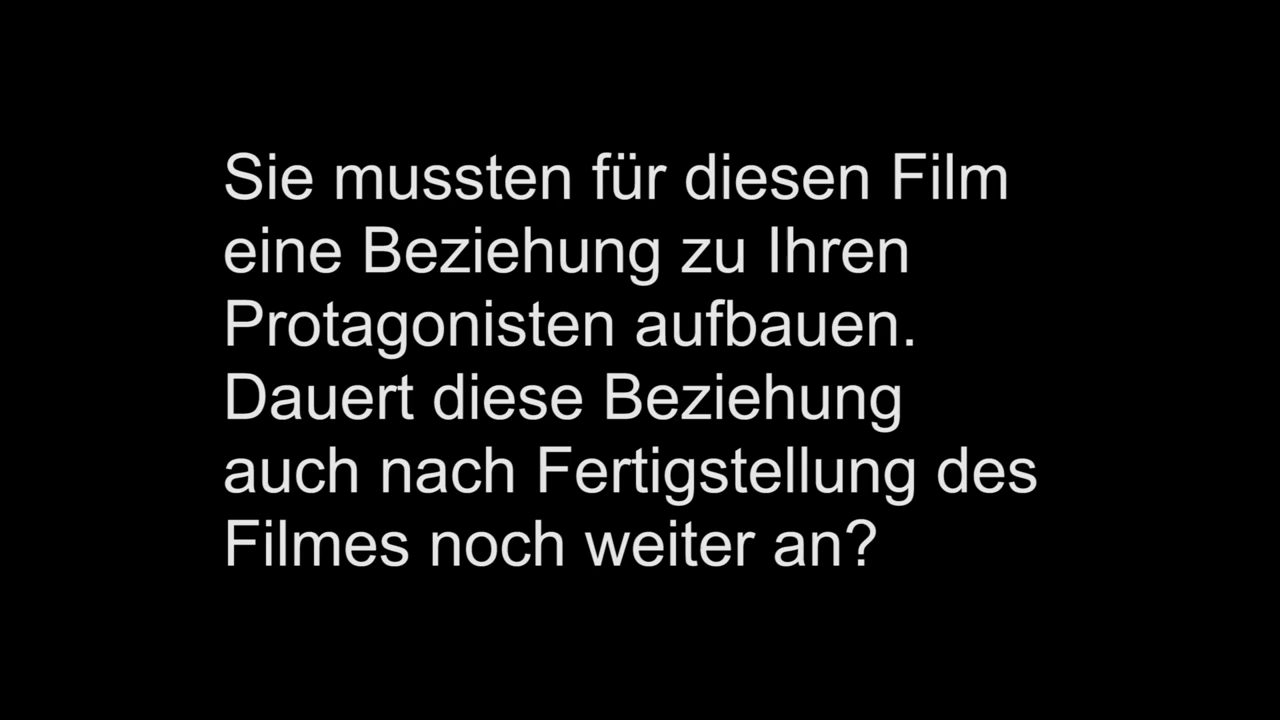 Sie mussten für diesen Film
eine Beziehung zu Ihren
Protagonisten aufbauen.
Dauert diese Beziehung
auch nach Fertigstellung des
Filmes noch weiter an?